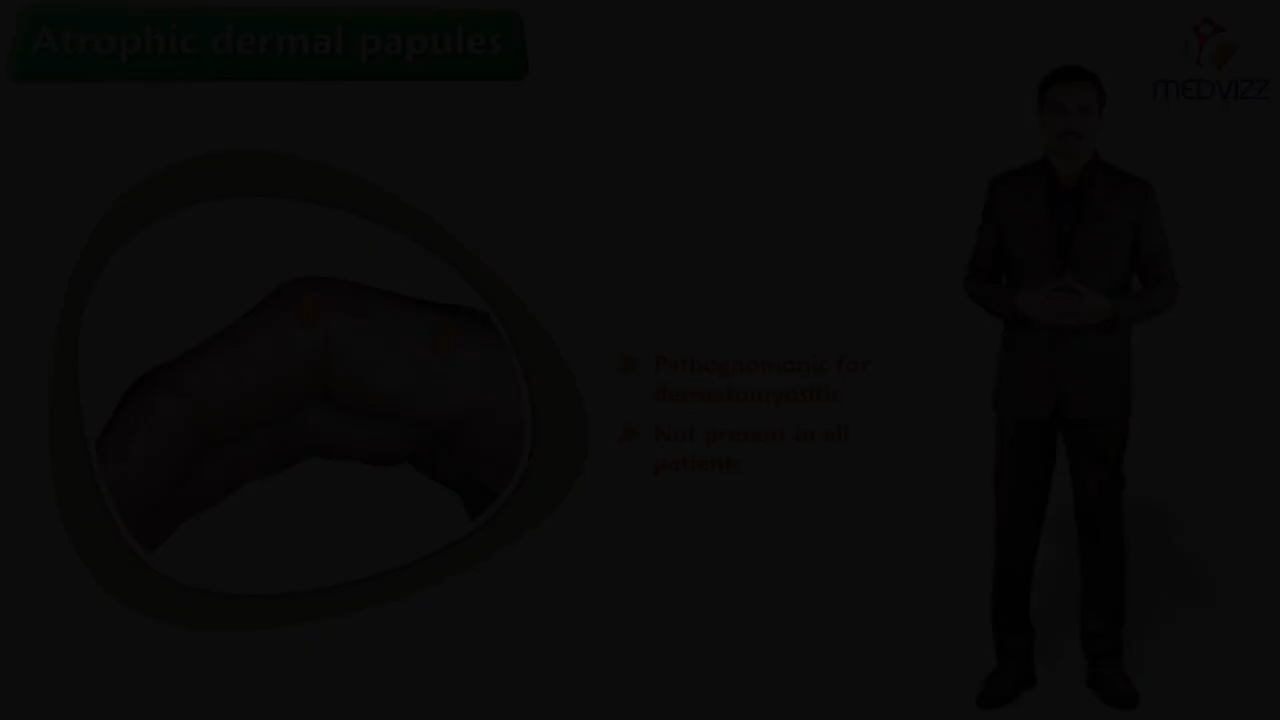 Atrophic dermal papules
MEDVIZZ
Pathognomonic for
dermatomyositis
Not present in all
patients